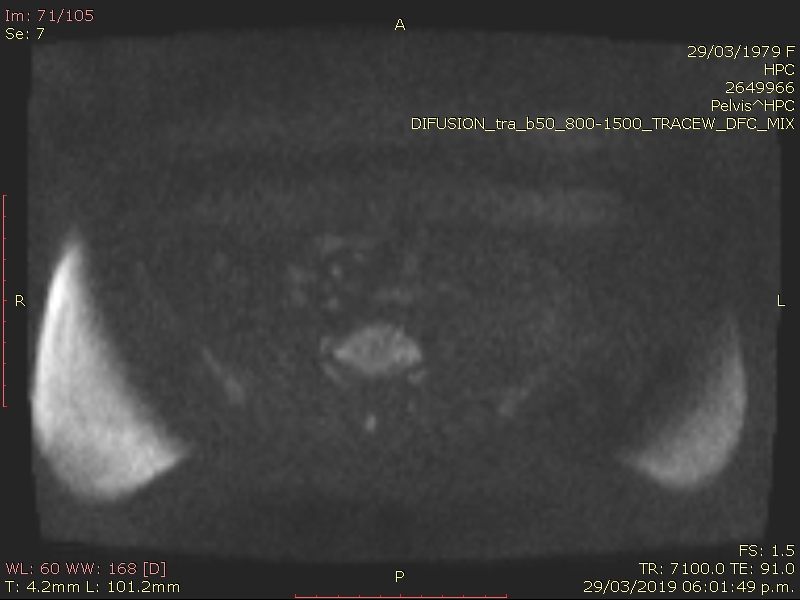 Im: 71/105
Se: 7
A
29/03/1979 F
HPC
2649966
Pelvis^HPC
DIFUSION_tra_b50_800-1500_TRACEW_DFC_MIX
R
L
WL: 60 WW: 168 [D]
T: 4.2mm L: 101.2mm
P
FS: 1.5
TR: 7100.0 TE: 91.0
29/03/2019 06:01:49 p.m.